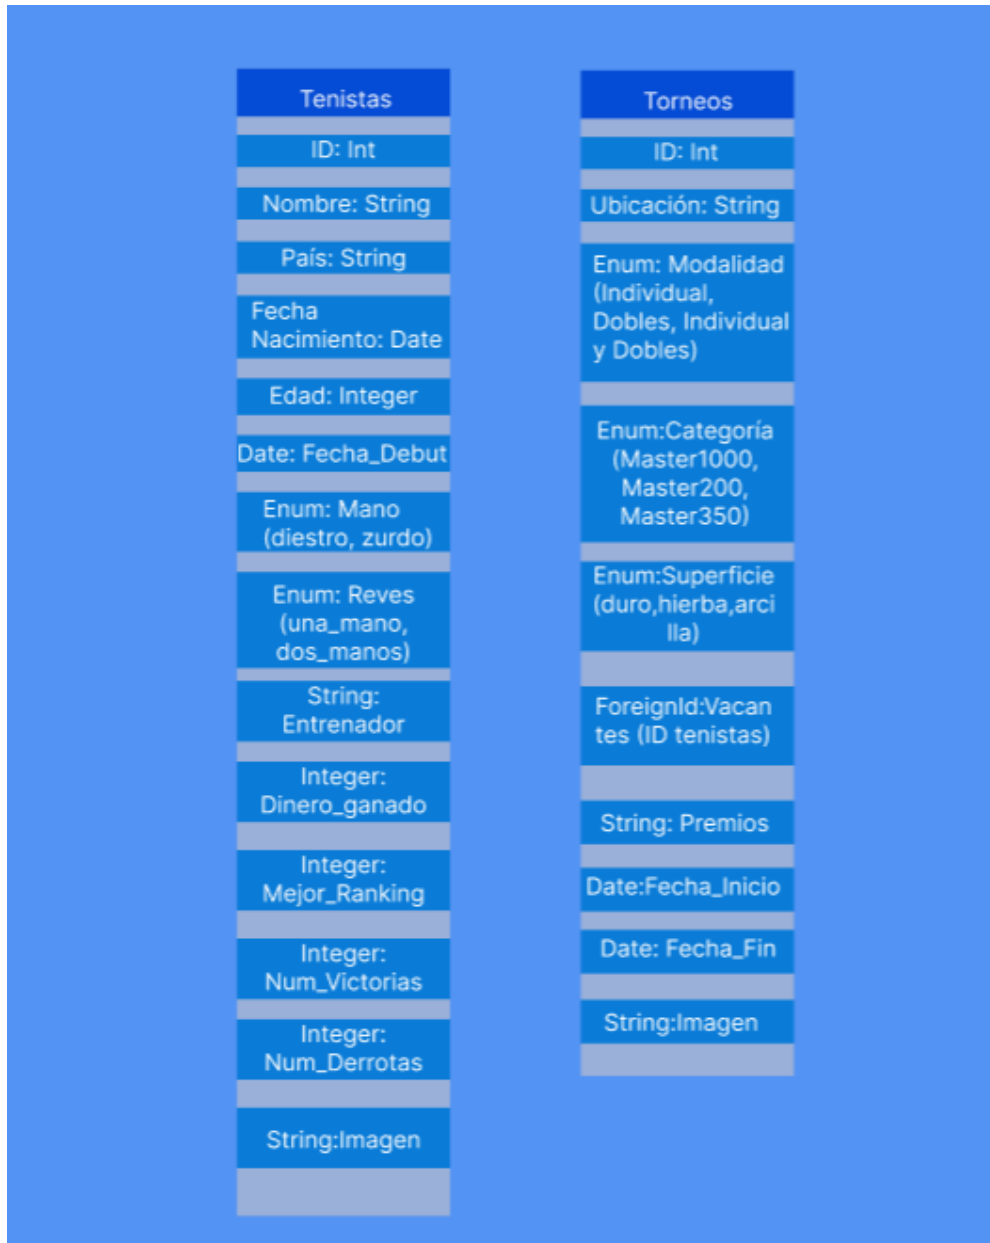 Tenistas
ID: Int
Nombre: String
País: String
Fecha
Nacimiento: Date
Edad: Integer
Date: Fecha_Debut
Enum: Mano
(diestro, zurdo)
Enum: Reves
(una_mano,
dos_manos)
String:
Entrenador
Integer:
Dinero_ganado
Integer:
Mejor_Ranking
Integer:
Num_Victorias
Integer:
Num_Derrotas
String:Imagen
Torneos
ID: Int
Ubicación: String
Enum: Modalidad
(Individual,
Dobles, Individual
y Dobles)
Enum:Categoría
(Master1000,
Master200,
Master350)
Enum:Superficie
(duro,hierba,arci
lla)
ForeignId:Vacan
tes (ID tenistas)
String: Premios
Date:Fecha_Inicio
Date: Fecha_Fin
String:Imagen